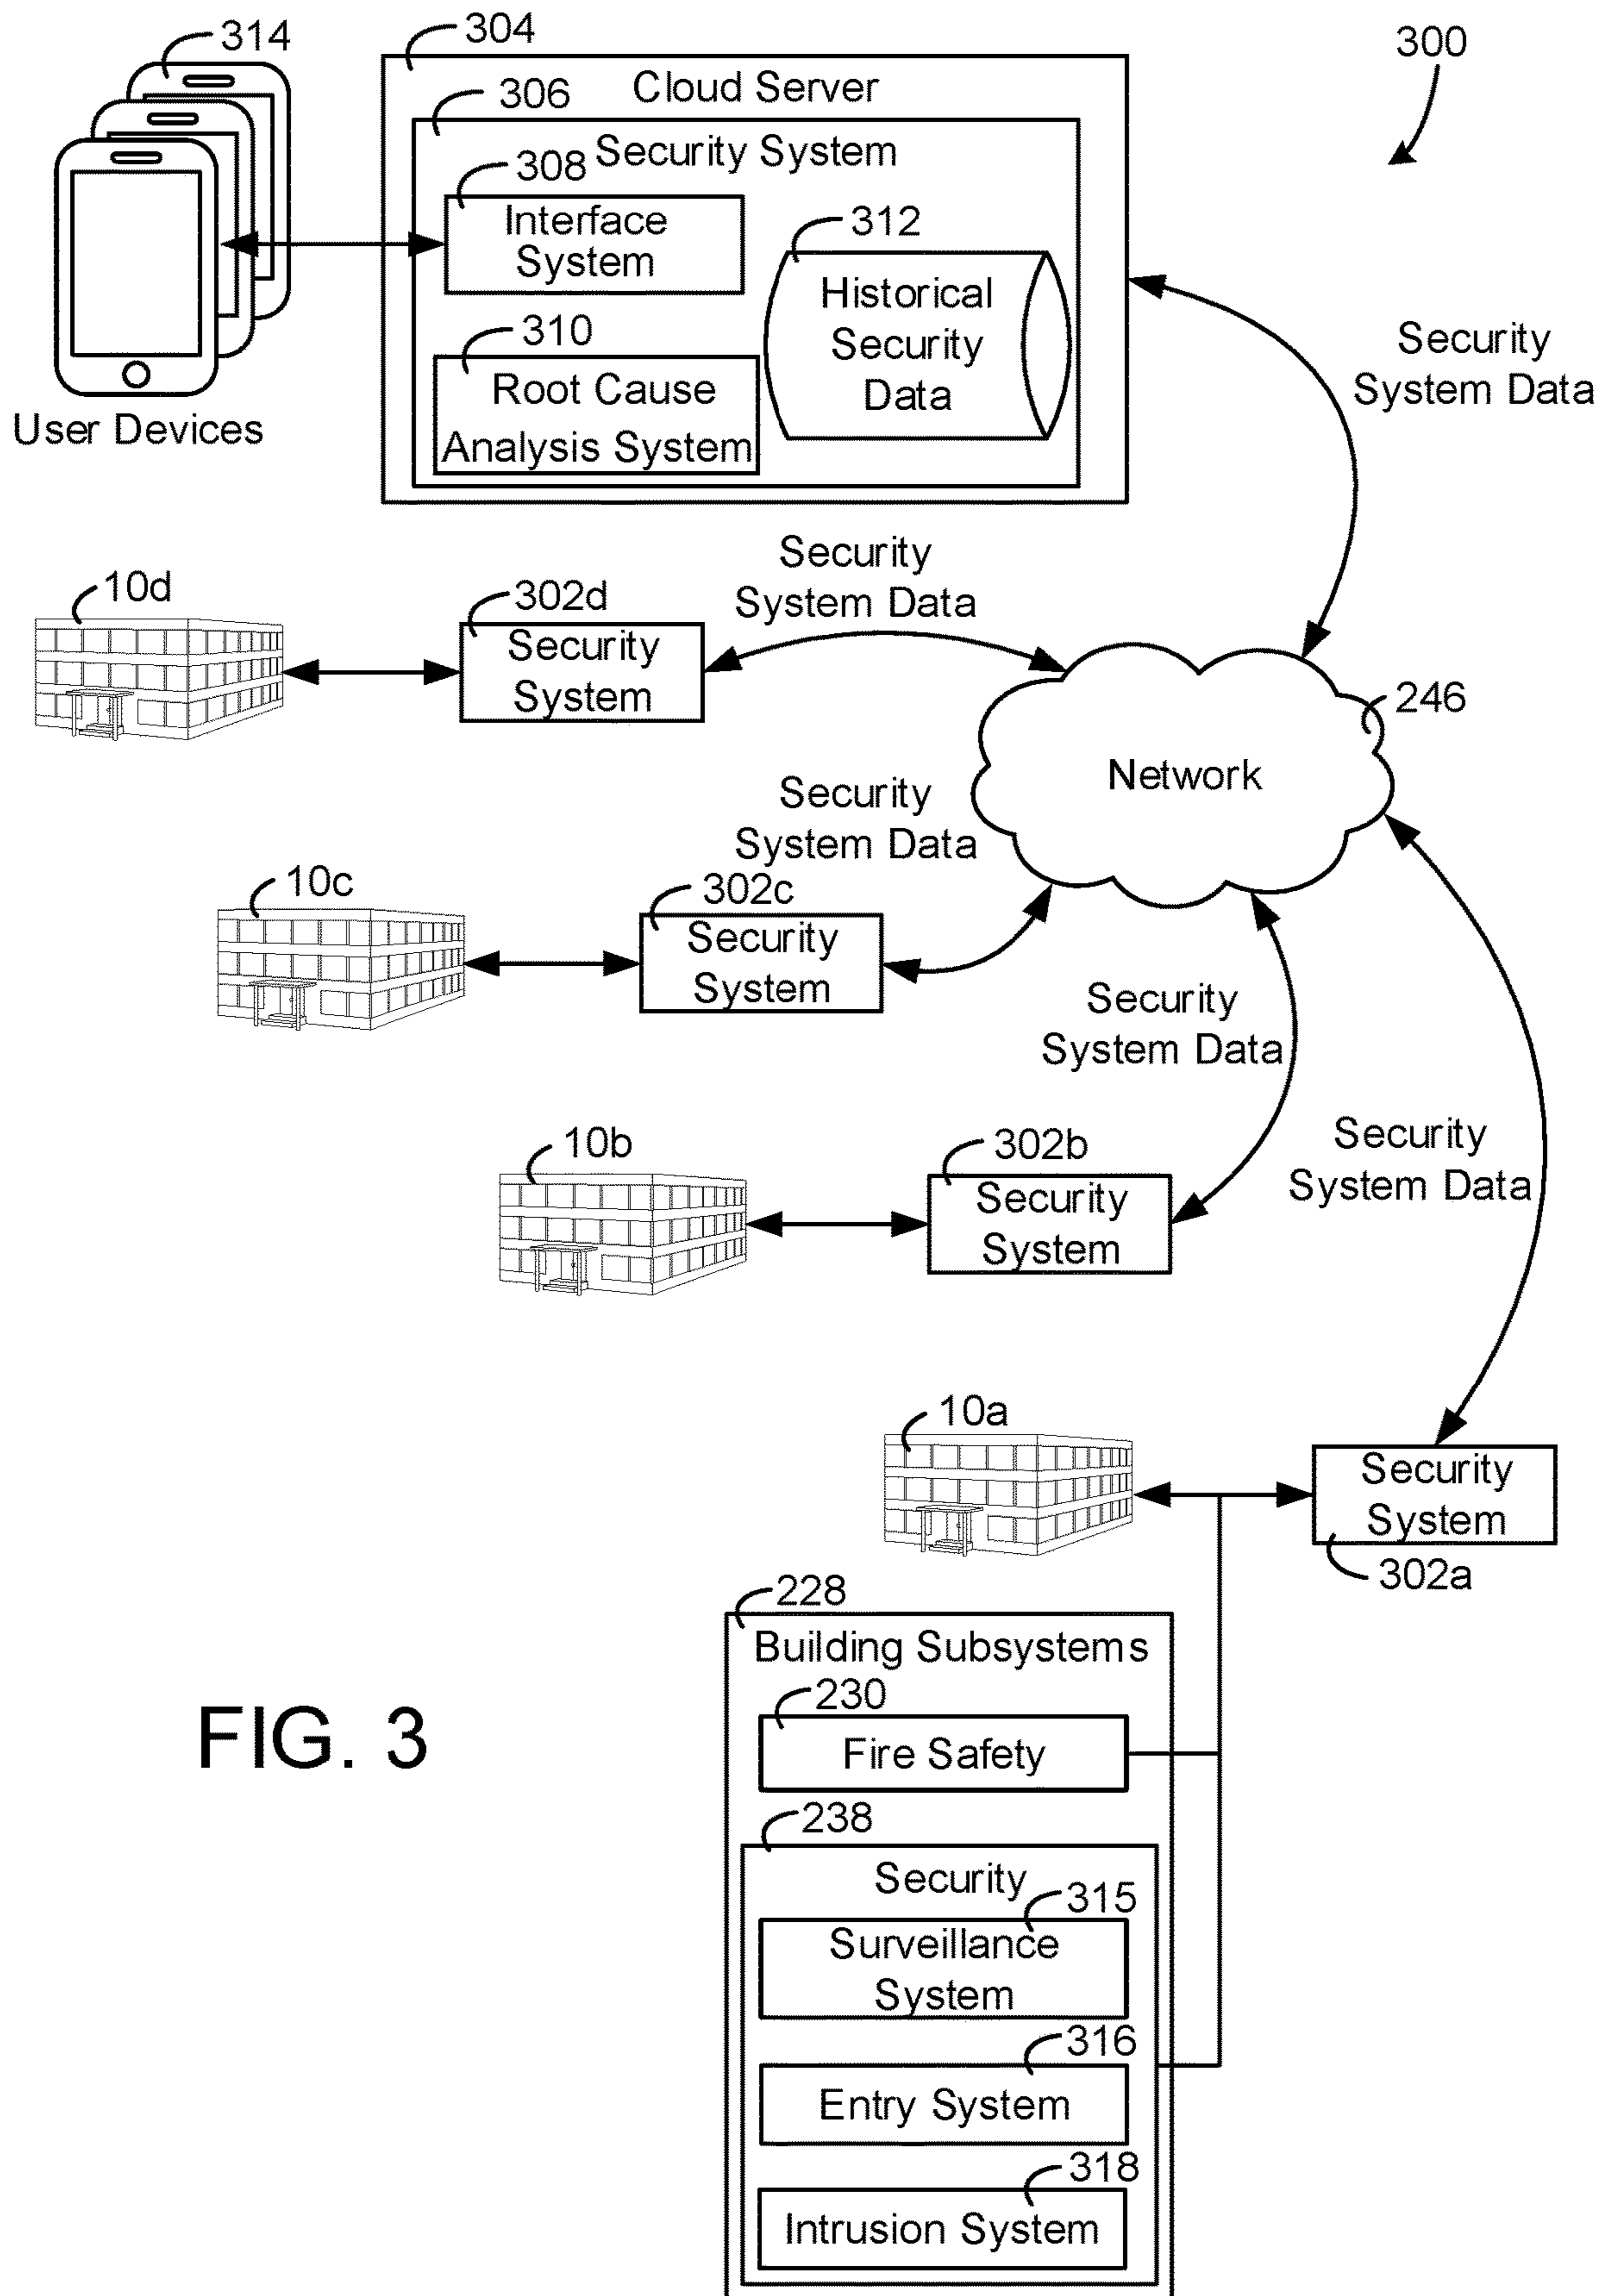 314
304
300
Cloud Server
306
Security System
308
Interface
System
312
Historical
Security
Data
310
Root Cause
Analysis System
User Devices
Security
System Data
Security
System Data
10d
302d
Security
System
246
Network
Security
System Data
10c
302c
Security
System
Security
System Data
10b
302b
Security
System
Security
System Data
10a
Security
System
302a
228
Building Subsystems
230
Fire Safety
238
Security
315
Surveillance
System
316
Entry System
318
Intrusion System
FIG. 3